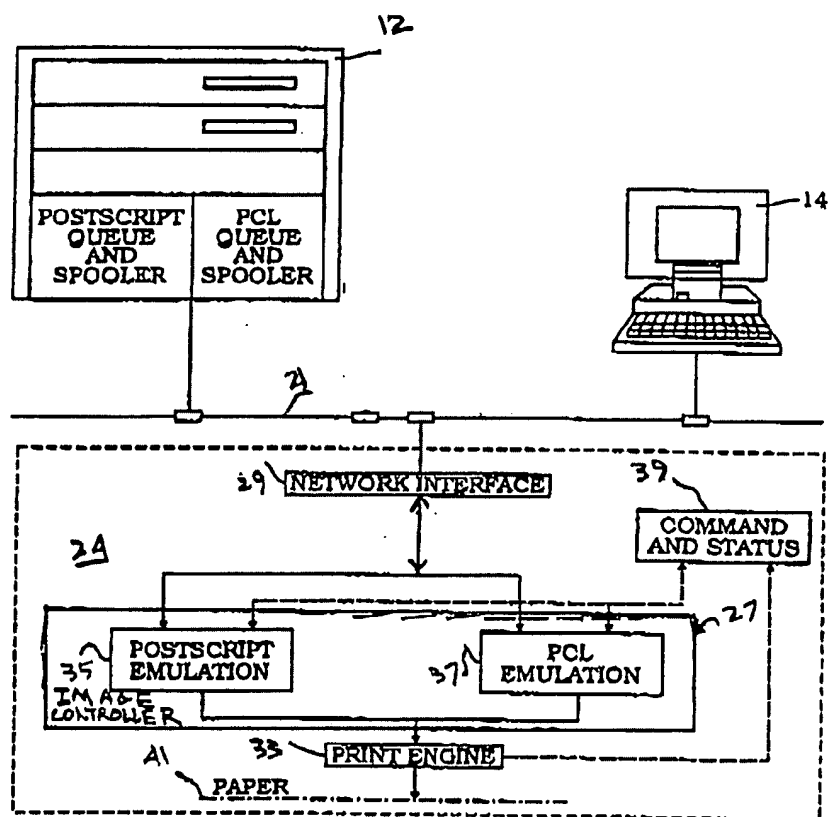 12
POSTSCRIPT
QUEUE
AND
SPOOLER
PCL
QUEUE
AND
SPOOLER
14
21
29
NETWORK INTERFACE
39
COMMAND
AND STATUS
24
27
35
POSTSCRIPT
EMULATION
37
PCL
EMULATION
IMAGE
CONTROLLER
33
PRINT ENGINE
A1
PAPER